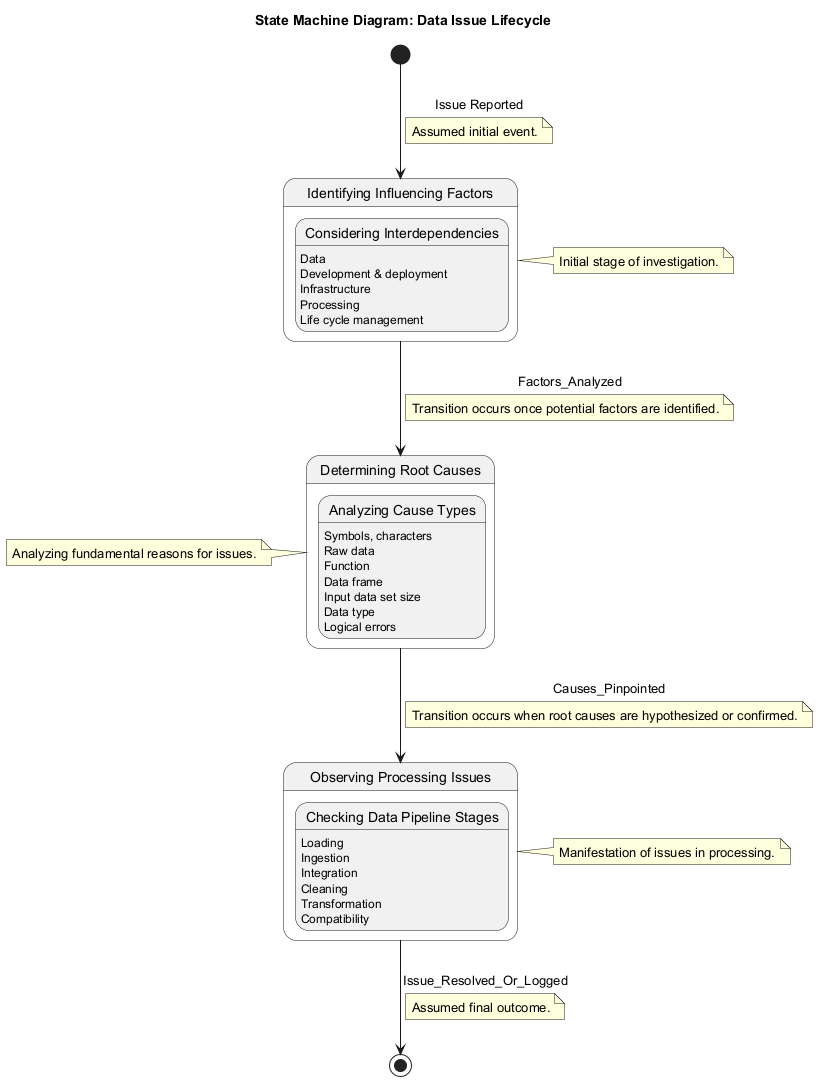 State Machine Diagram: Data Issue Lifecycle
Issue Reported
Assumed initial event.
Identifying Influencing Factors
Considering Interdependencies
Data
Development & deployment
Infrastructure
Processing
Life cycle management
Initial stage of investigation.
Factors_Analyzed
Transition occurs once potential factors are identified.
Determining Root Causes
Analyzing Cause Types
Symbols, characters
Raw data
Function
Data frame
Input data set size
Data type
Logical errors
Analyzing fundamental reasons for issues.
Causes_Pinpointed
Transition occurs when root causes are hypothesized or confirmed.
Observing Processing Issues
Checking Data Pipeline Stages
Loading
Ingestion
Integration
Cleaning
Transformation
Compatibility
Manifestation of issues in processing.
Issue_Resolved_Or_Logged
Assumed final outcome.